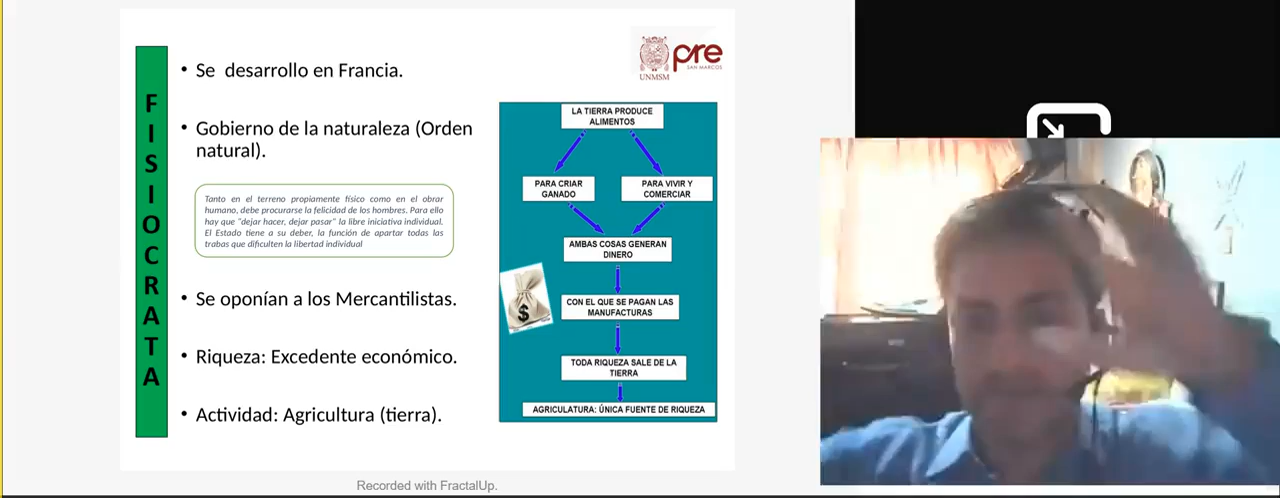 UNMSM
pre
SAN MARCOS
FISIOCRATA
• Se desarrollo en Francia.
• Gobierno de la naturaleza (Orden
natural).
Tanto en el terreno propiamente físico como en el obrar
humano, debe procurarse la felicidad de los hombres. Para ello
hay que "dejar hacer, dejar pasar" la libre iniciativa individual.
El Estado tiene a su deber, la función de apartar todas las
trabas que dificulten la libertad individual
• Se oponían a los Mercantilistas.
• Riqueza: Excedente económico.
• Actividad: Agricultura (tierra).
LA TIERRA PRODUCE
ALIMENTOS
PARA CRIAR
GANADO
PARA VIVIR Y
COMERCIAR
AMBAS COSAS GENERAN
DINERO
$
CON EL QUE SE PAGAN LAS
MANUFACTURAS
TODA RIQUEZA SALE DE LA
TIERRA
AGRICULATURA: ÚNICA FUENTE DE RIQUEZA
Recorded with FractalUp.